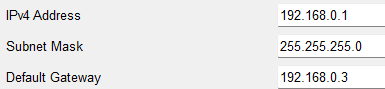 IPv4 Address 192.168.0.1
Subnet Mask 255.255.255.0
Default Gateway 192.168.0.3